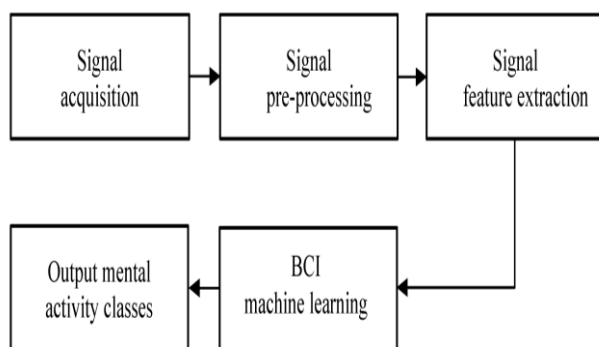 Signal
acquisition
Signal
pre-processing
Signal
feature extraction
BCI
machine learning
Output mental
activity classes